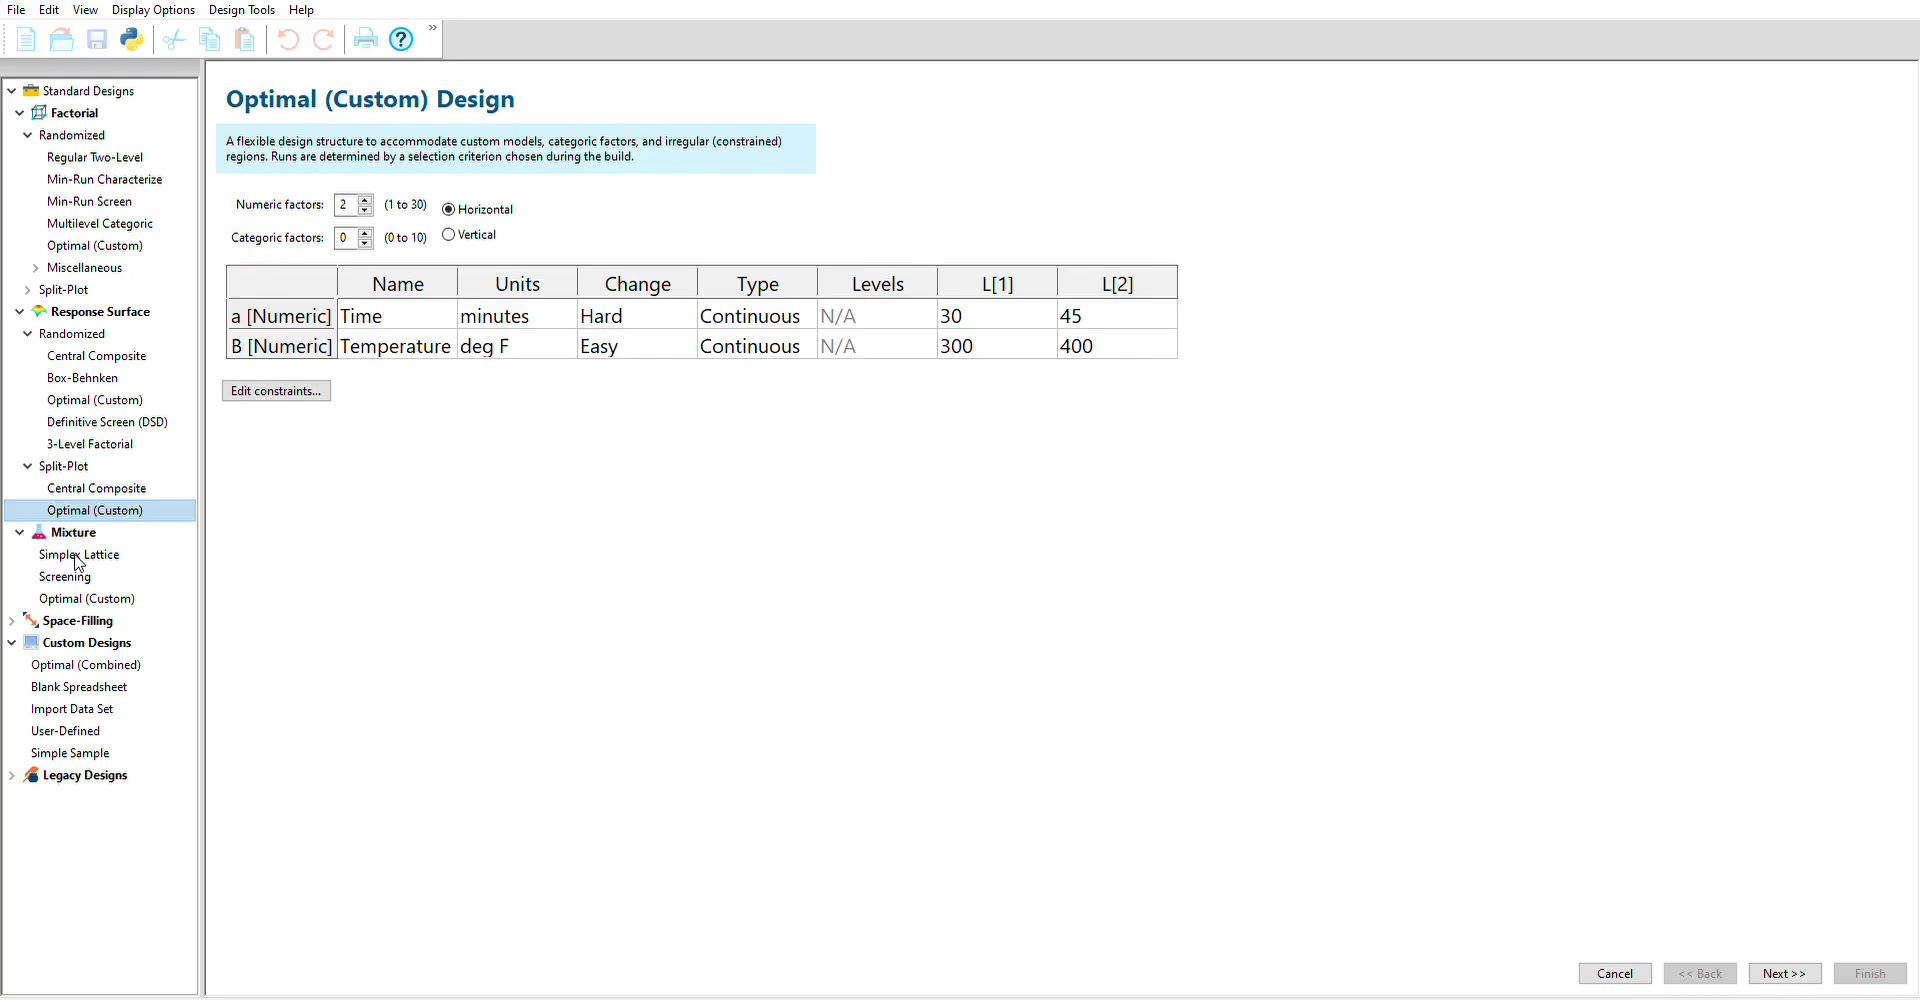 File Edit View Display Options Design Tools Help
»
Standard Designs
Factorial
Randomized
Regular Two-Level
Min-Run Characterize
Min-Run Screen
Multilevel Categoric
Optimal (Custom)
Miscellaneous
Split-Plot
Response Surface
Randomized
Central Composite
Box-Behnken
Optimal (Custom)
Definitive Screen (DSD)
3-Level Factorial
Split-Plot
Central Composite
Optimal (Custom)
Mixture
Simplex Lattice
Screening
Optimal (Custom)
Space-Filling
Custom Designs
Optimal (Combined)
Blank Spreadsheet
Import Data Set
User-Defined
Simple Sample
Legacy Designs
Optimal (Custom) Design
A flexible design structure to accommodate custom models, categoric factors, and irregular (constrained)
regions. Runs are determined by a selection criterion chosen during the build.
Numeric factors: 2 (1 to 30) Horizontal
Categoric factors: 0 (0 to 10) Vertical
Name Units Change Type Levels L[1] L[2]
a [Numeric] Time minutes Hard Continuous N/A 30 45
B [Numeric] Temperature deg F Easy Continuous N/A 300 400
Edit constraints...
Cancel << Back Next >> Finish